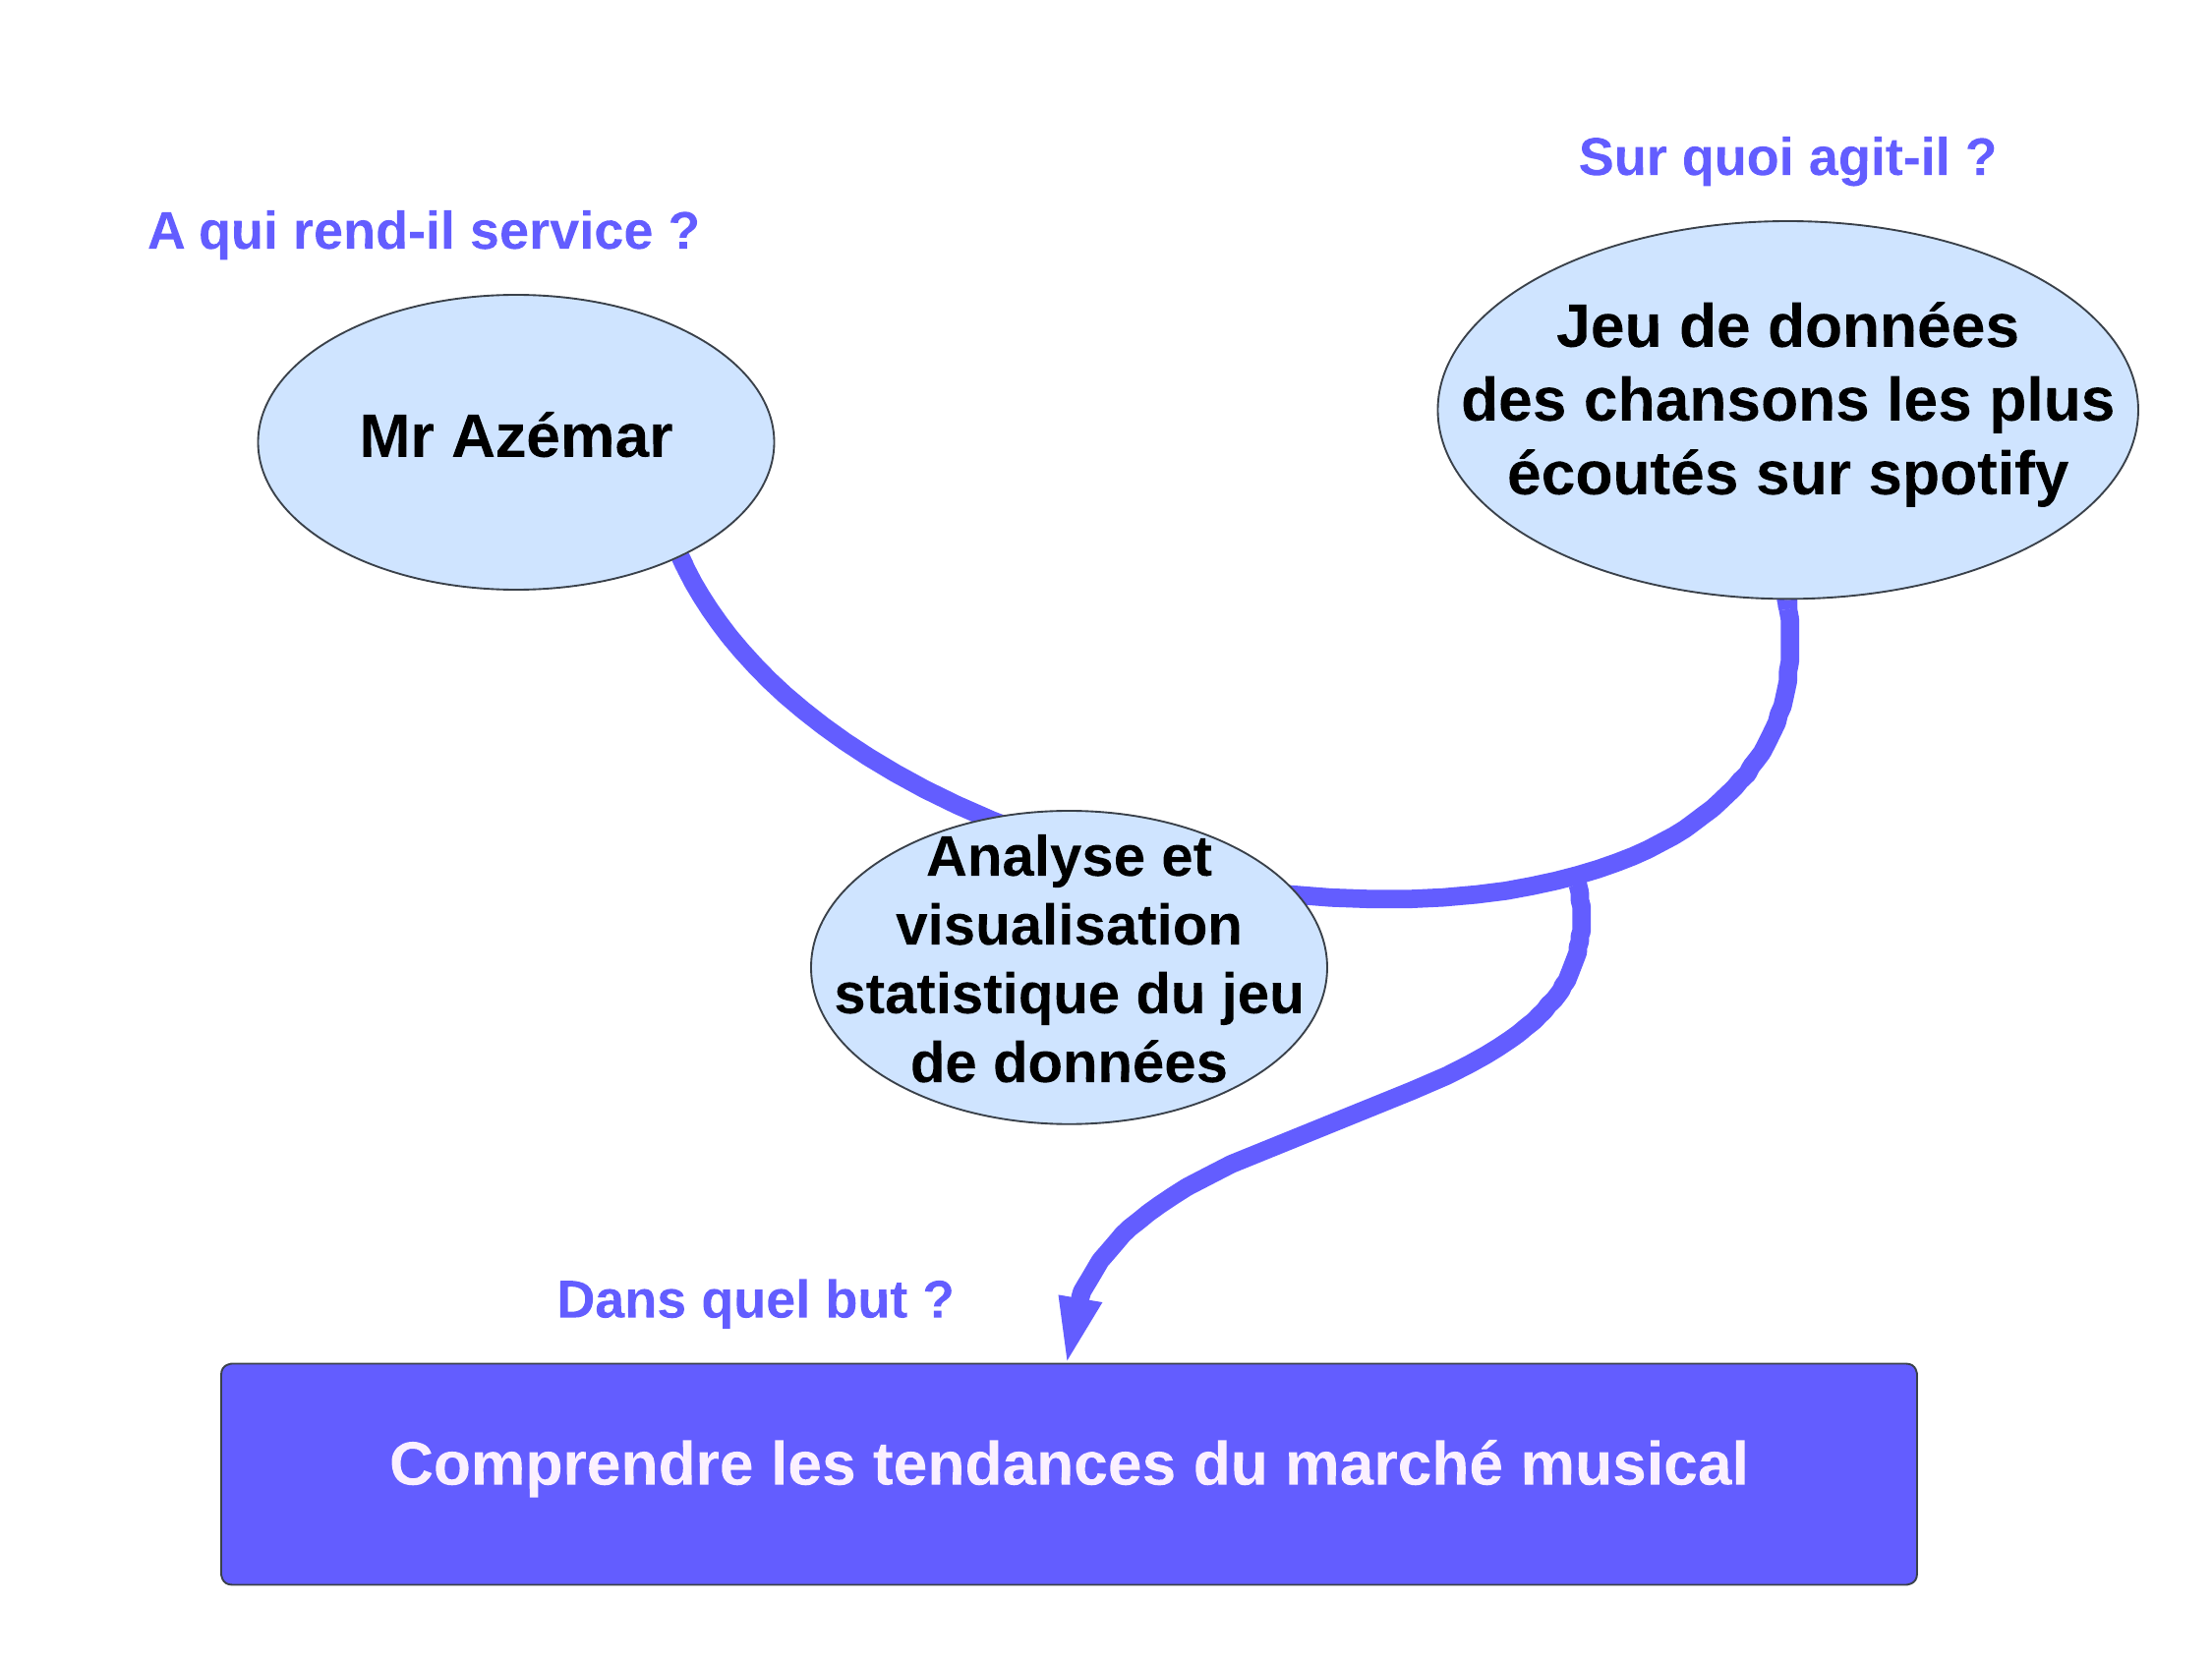 A qui rend-il service ?
Mr Azémar
Sur quoi agit-il ?
Jeu de données
des chansons les plus
écoutés sur spotify
Analyse et
visualisation
statistique du jeu
de données
Dans quel but ?
Comprendre les tendances du marché musical